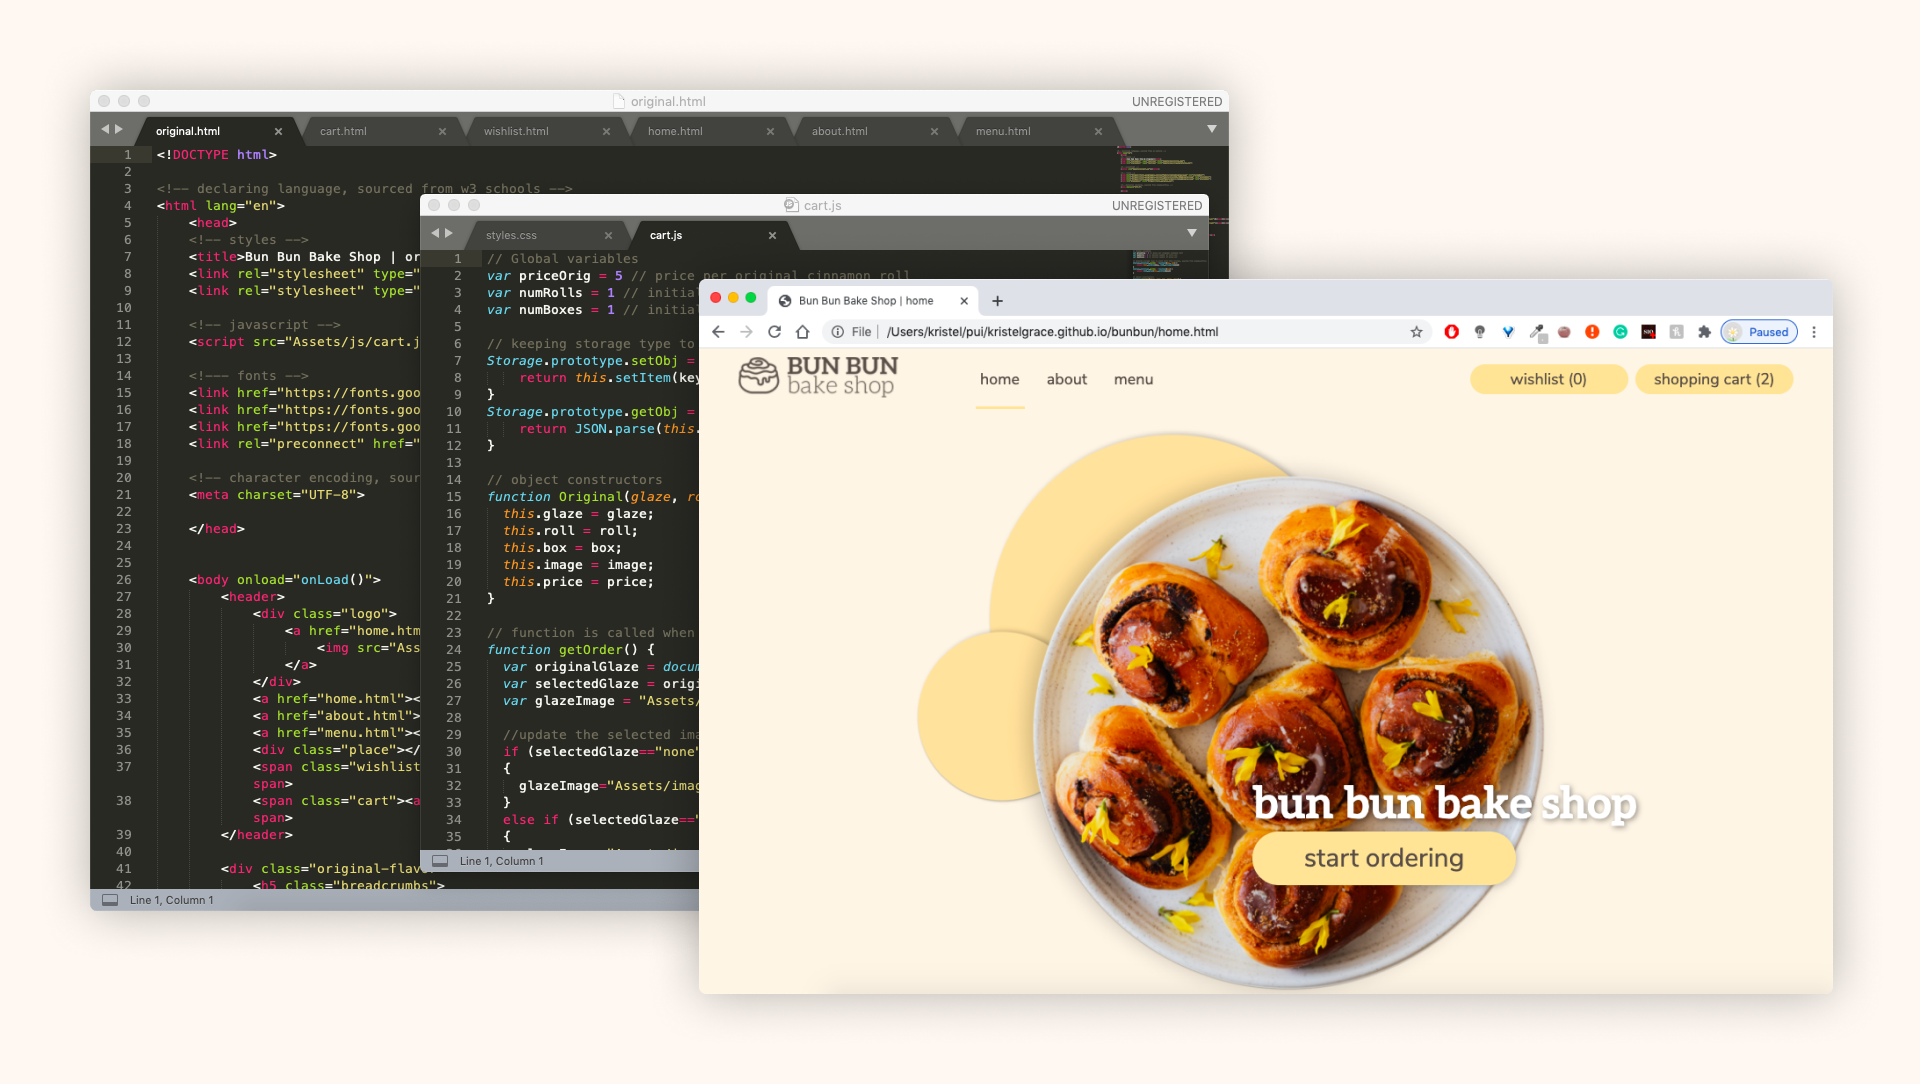 original.html
UNREGISTERED
original.html
cart.html
wishlist.html
home.html
about.html
menu.html
1 <!DOCTYPE html>
2
3 <!-- declaring language, sourced from w3 schools -->
4 <html lang="en">
5 <head>
6 <!-- styles -->
7 <title>Bun Bun Bake Shop | or
8 <link rel="stylesheet" type="
9 <link rel="stylesheet" type="
10
11 <!-- javascript -->
12 <script src="Assets/js/cart.j
13
14 <!--- fonts -->
15 <link href="https://fonts.goo
16 <link href="https://fonts.goo
17 <link href="https://fonts.goo
18 <link rel="preconnect" href="
19
20 <!-- character encoding, sour
21 <meta charset="UTF-8">
22
23 </head>
24
25
26 <body onload="onLoad()">
27 <header>
28 <div class="logo">
29 <a href="home.htm
30 <img src="Ass
31 </a>
32 </div>
33 <a href="home.html"><
34 <a href="about.html">
35 <a href="menu.html"><
36 <div class="place"></
37 <span class="wishlist
span>
38 <span class="cart"><a
span>
39 </header>
40
41 <div class="original-flav
42 <h5 class="breadcrumbs">
Line 1, Column 1
cart.js
UNREGISTERED
styles.css
cart.js
1 // Global variables
2 var priceOrig = 5 // price per original cinnamon roll
3 var numRolls = 1 // initial
4 var numBoxes = 1 // initial
5
6 // keeping storage type to
7 Storage.prototype.setObj =
8 return this.setItem(key
9 }
10 Storage.prototype.getObj =
11 return JSON.parse(this.
12 }
13
14 // object constructors
15 function Original(glaze, ro
16 this.glaze = glaze;
17 this.roll = roll;
18 this.box = box;
19 this.image = image;
20 this.price = price;
21 }
22
23 // function is called when
24 function getOrder() {
25 var originalGlaze = docum
26 var selectedGlaze = origi
27 var glazeImage = "Assets/
28
29 //update the selected ima
30 if (selectedGlaze=="none"
31 {
32 glazeImage="Assets/imag
33 }
34 else if (selectedGlaze=="
35 {
Line 1, Column 1
Bun Bun Bake Shop | home
File | /Users/kristel/pui/kristelgrace.github.io/bunbun/home.html
Paused
BUN BUN
bake shop
home
about
menu
wishlist (0)
shopping cart (2)
bun bun bake shop
start ordering